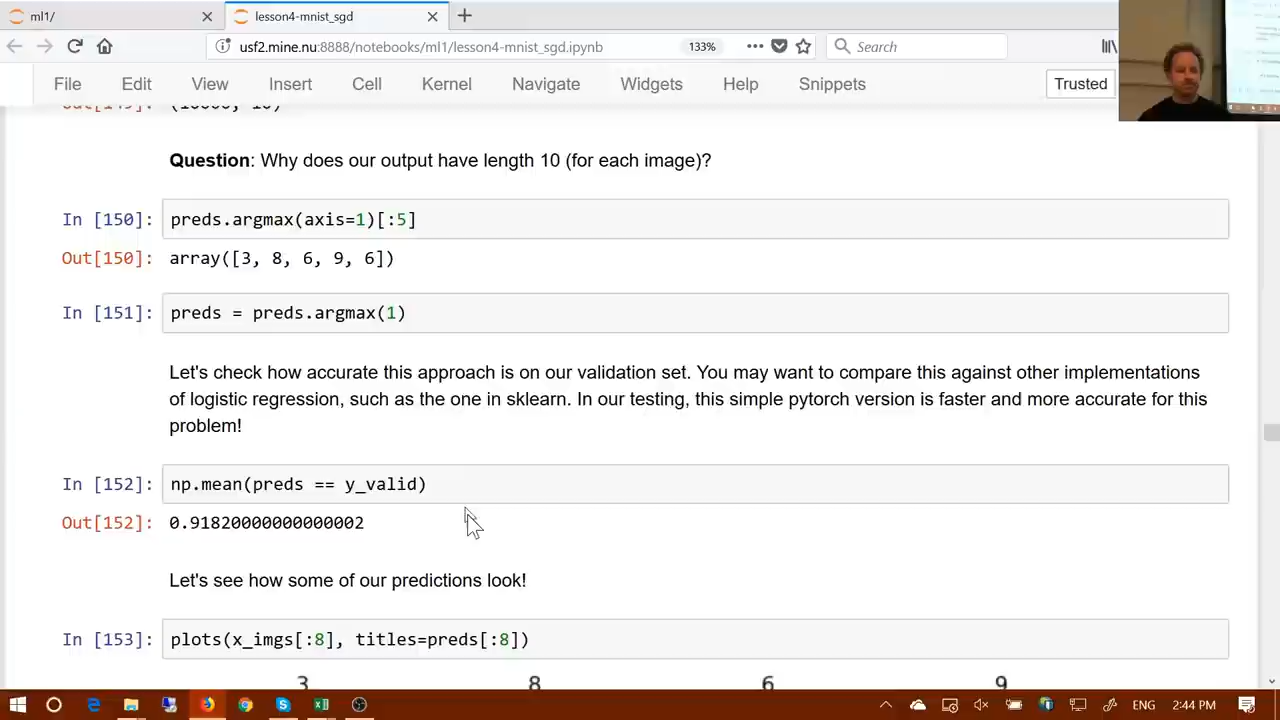 ml1/
lesson4-mnist_sgd
usf2.mine.nu:8888/notebooks/ml1/lesson4-mnist_sgd.ipynb
133%
Search
File Edit View Insert Cell Kernel Navigate Widgets Help Snippets
Trusted
Out[149]: (10000, 10)
Question: Why does our output have length 10 (for each image)?
In [150]: preds.argmax(axis=1)[:5]
Out[150]: array([3, 8, 6, 9, 6])
In [151]: preds = preds.argmax(1)
Let's check how accurate this approach is on our validation set. You may want to compare this against other implementations
of logistic regression, such as the one in sklearn. In our testing, this simple pytorch version is faster and more accurate for this
problem!
In [152]: np.mean(preds == y_valid)
Out[152]: 0.91820000000000002
Let's see how some of our predictions look!
In [153]: plots(x_imgs[:8], titles=preds[:8])
3 8 6 9
ENG 2:44 PM